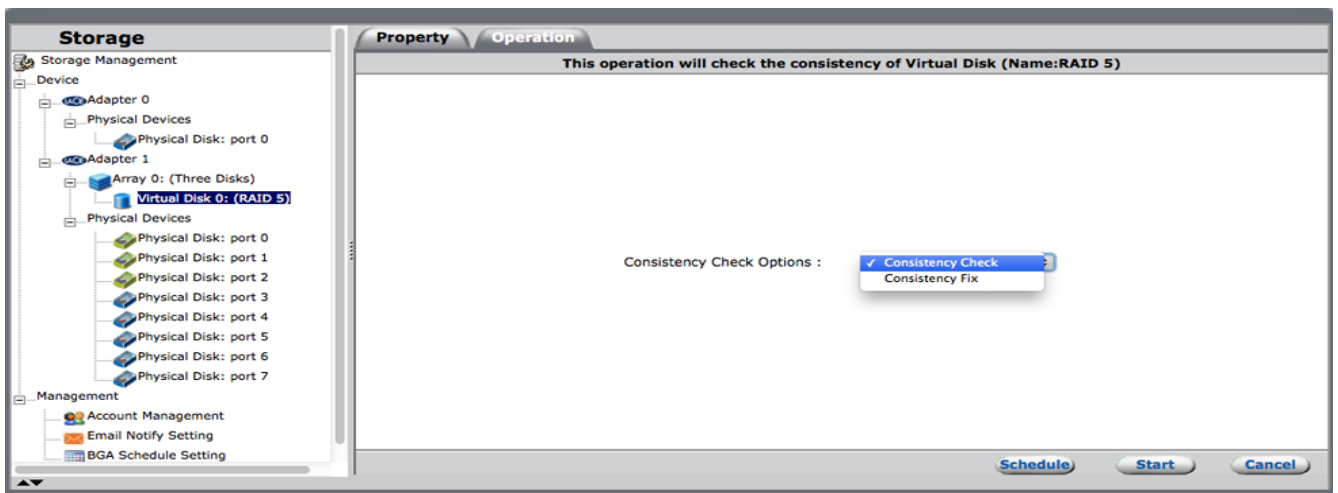 Storage
Storage Management
Device
Adapter 0
Physical Devices
Physical Disk: port 0
Adapter 1
Array 0: (Three Disks)
Virtual Disk 0: (RAID 5)
Physical Devices
Physical Disk: port 0
Physical Disk: port 1
Physical Disk: port 2
Physical Disk: port 3
Physical Disk: port 4
Physical Disk: port 5
Physical Disk: port 6
Physical Disk: port 7
Management
Account Management
Email Notify Setting
BGA Schedule Setting
Property Operation
This operation will check the consistency of Virtual Disk (Name:RAID 5)
Consistency Check Options :
✓ Consistency Check
Consistency Fix
Schedule Start Cancel